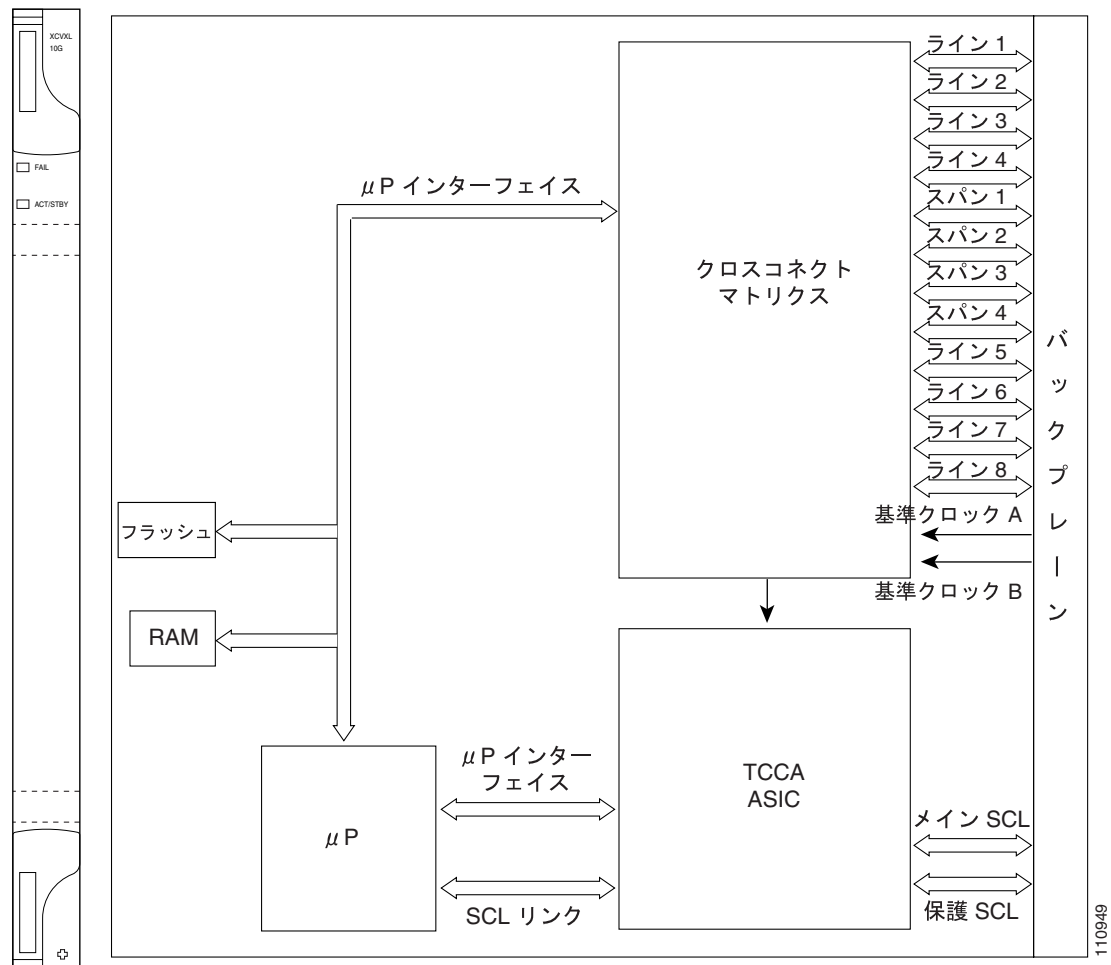 XCVXL
10G
FAIL
ACT/STBY
μP インターフェイス
クロスコネクト
マトリクス
ライン 1
ライン 2
ライン 3
ライン 4
スパン 1
スパン 2
スパン 3
スパン 4
ライン 5
ライン 6
ライン 7
ライン 8
基準クロック A
基準クロック B
バックプレーン
フラッシュ
RAM
μP
μP インター
フェイス
SCL リンク
TCCA
ASIC
メイン SCL
保護 SCL
110949